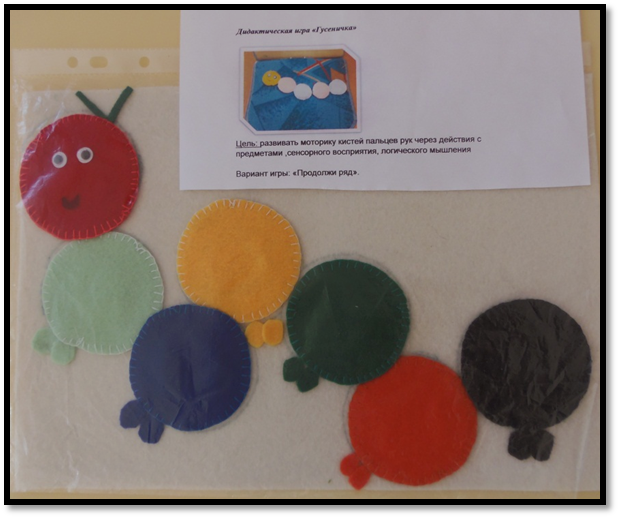 Дидактическая игра «Гусеничка»
Цель: развивать моторику кистей пальцев рук через действия с
предметами ,сенсорного восприятия, логического мышления
Вариант игры: «Продолжи ряд».